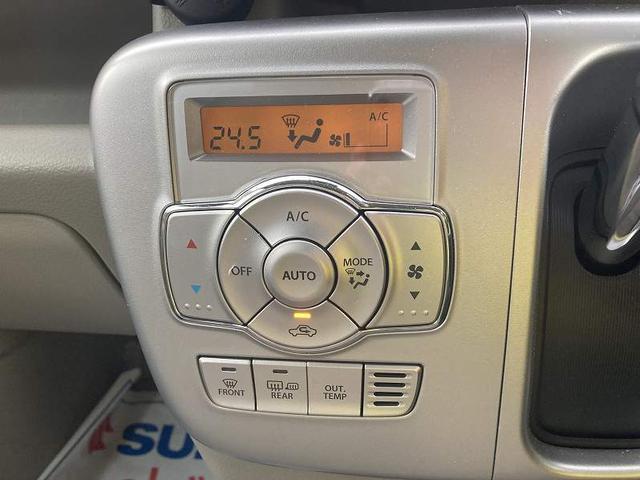 A/C
24.5
A/C
OFF
AUTO
MODE
FRONT
REAR
OUT.
TEMP
SU